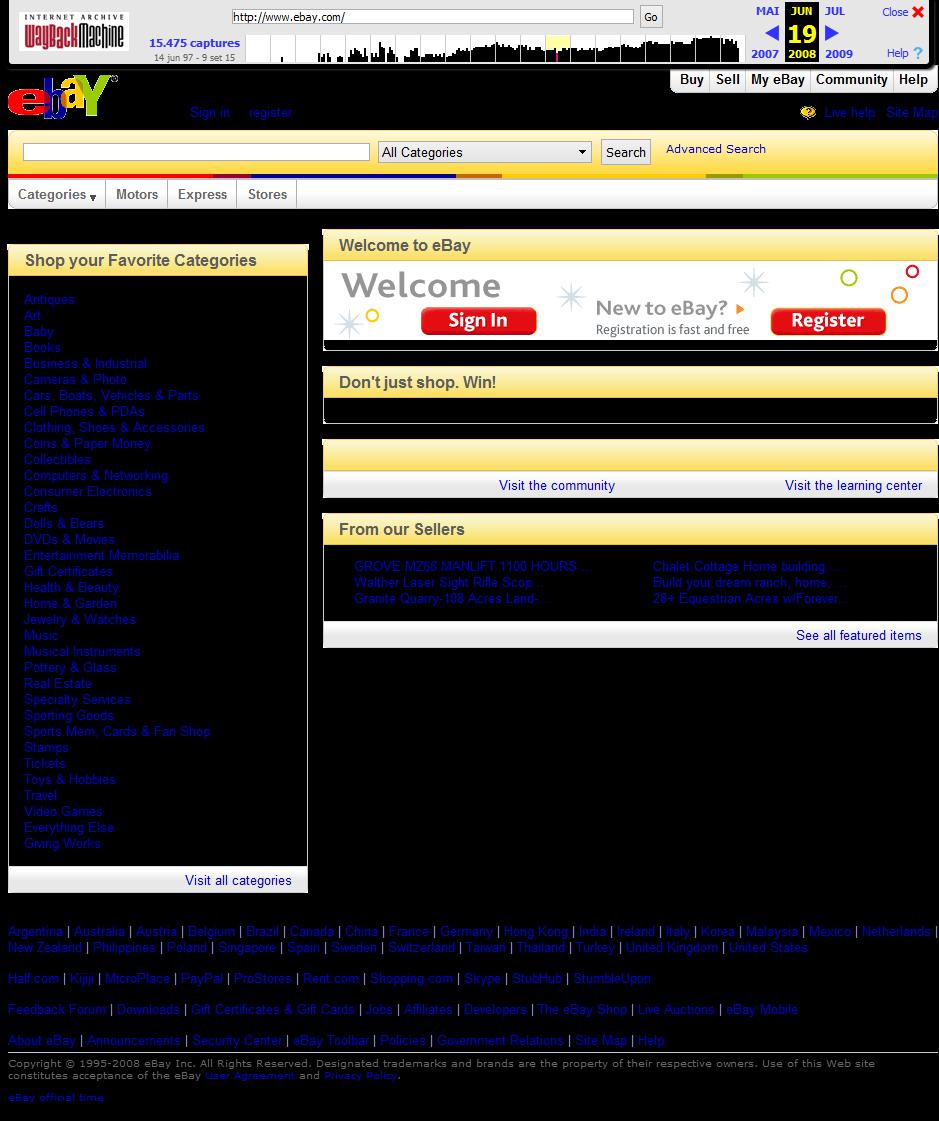 INTERNET ARCHIVE
WayBackMachine
http://www.ebay.com/
Go
15.475 captures
14 jun 97 - 9 set 15
MAI JUN JUL
19
2007 2008 2009
Close
Help ?
Buy Sell My eBay Community Help
ebaY®
Sign in register
Live help Site Map
All Categories Search Advanced Search
Categories Motors Express Stores
Shop your Favorite Categories
Antiques
Art
Baby
Books
Business & Industrial
Cameras & Photo
Cars, Boats, Vehicles & Parts
Cell Phones & PDAs
Clothing, Shoes & Accessories
Coins & Paper Money
Collectibles
Computers & Networking
Consumer Electronics
Crafts
Dolls & Bears
DVDs & Movies
Entertainment Memorabilia
Gift Certificates
Health & Beauty
Home & Garden
Jewelry & Watches
Music
Musical Instruments
Pottery & Glass
Real Estate
Specialty Services
Sporting Goods
Sports Mem, Cards & Fan Shop
Stamps
Tickets
Toys & Hobbies
Travel
Video Games
Everything Else
Giving Works
Visit all categories
Welcome to eBay
Welcome
Sign In
New to eBay?
Registration is fast and free
Register
Don't just shop. Win!
Visit the community Visit the learning center
From our Sellers
GROVE MZ66 MANLIFT 1100 HOURS ... Chalet Cottage Home building ...
Walther Laser Sight Rifle Scop... Build your dream ranch, home, ...
Granite Quarry-108 Acres Land-... 28+ Equestrian Acres w/Forever...
See all featured items
Argentina | Australia | Austria | Belgium | Brazil | Canada | China | France | Germany | Hong Kong | India | Ireland | Italy | Korea | Malaysia | Mexico | Netherlands |
New Zealand | Philippines | Poland | Singapore | Spain | Sweden | Switzerland | Taiwan | Thailand | Turkey | United Kingdom | United States
Half.com | Kijiji | MicroPlace | PayPal | ProStores | Rent.com | Shopping.com | Skype | StubHub | StumbleUpon
Feedback Forum | Downloads | Gift Certificates & Gift Cards | Jobs | Affiliates | Developers | The eBay Shop | Live Auctions | eBay Mobile
About eBay | Announcements | Security Center | eBay Toolbar | Policies | Government Relations | Site Map | Help
Copyright © 1995-2008 eBay Inc. All Rights Reserved. Designated trademarks and brands are the property of their respective owners. Use of this Web site
constitutes acceptance of the eBay User Agreement and Privacy Policy.
eBay official time